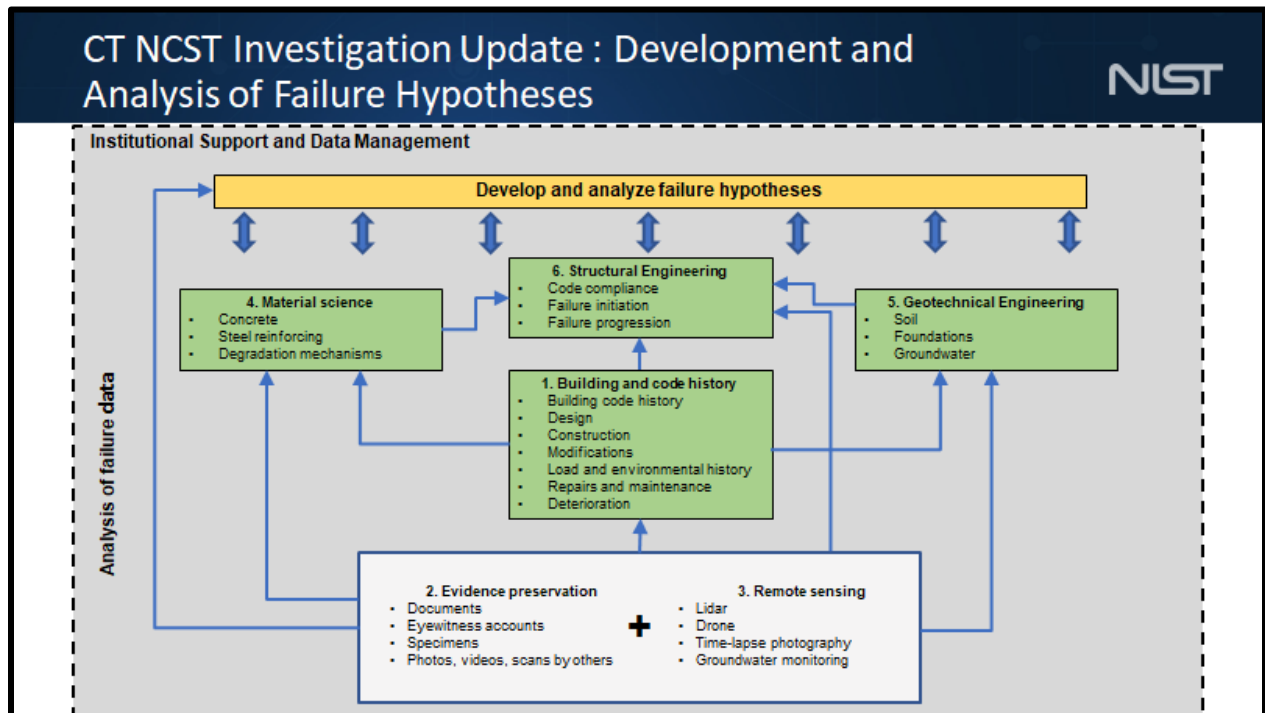 CT NCST Investigation Update : Development and
Analysis of Failure Hypotheses
NIST
Institutional Support and Data Management
Develop and analyze failure hypotheses
6. Structural Engineering
▪ Code compliance
▪ Failure initiation
▪ Failure progression
4. Material science
▪ Concrete
▪ Steel reinforcing
▪ Degradation mechanisms
5. Geotechnical Engineering
▪ Soil
▪ Foundations
▪ Groundwater
1. Building and code history
▪ Building code history
▪ Design
▪ Construction
▪ Modifications
▪ Load and environmental history
▪ Repairs and maintenance
▪ Deterioration
Analysis of failure data
2. Evidence preservation
▪ Documents
▪ Eyewitness accounts
▪ Specimens
▪ Photos, videos, scans by others
+
3. Remote sensing
▪ Lidar
▪ Drone
▪ Time-lapse photography
▪ Groundwater monitoring